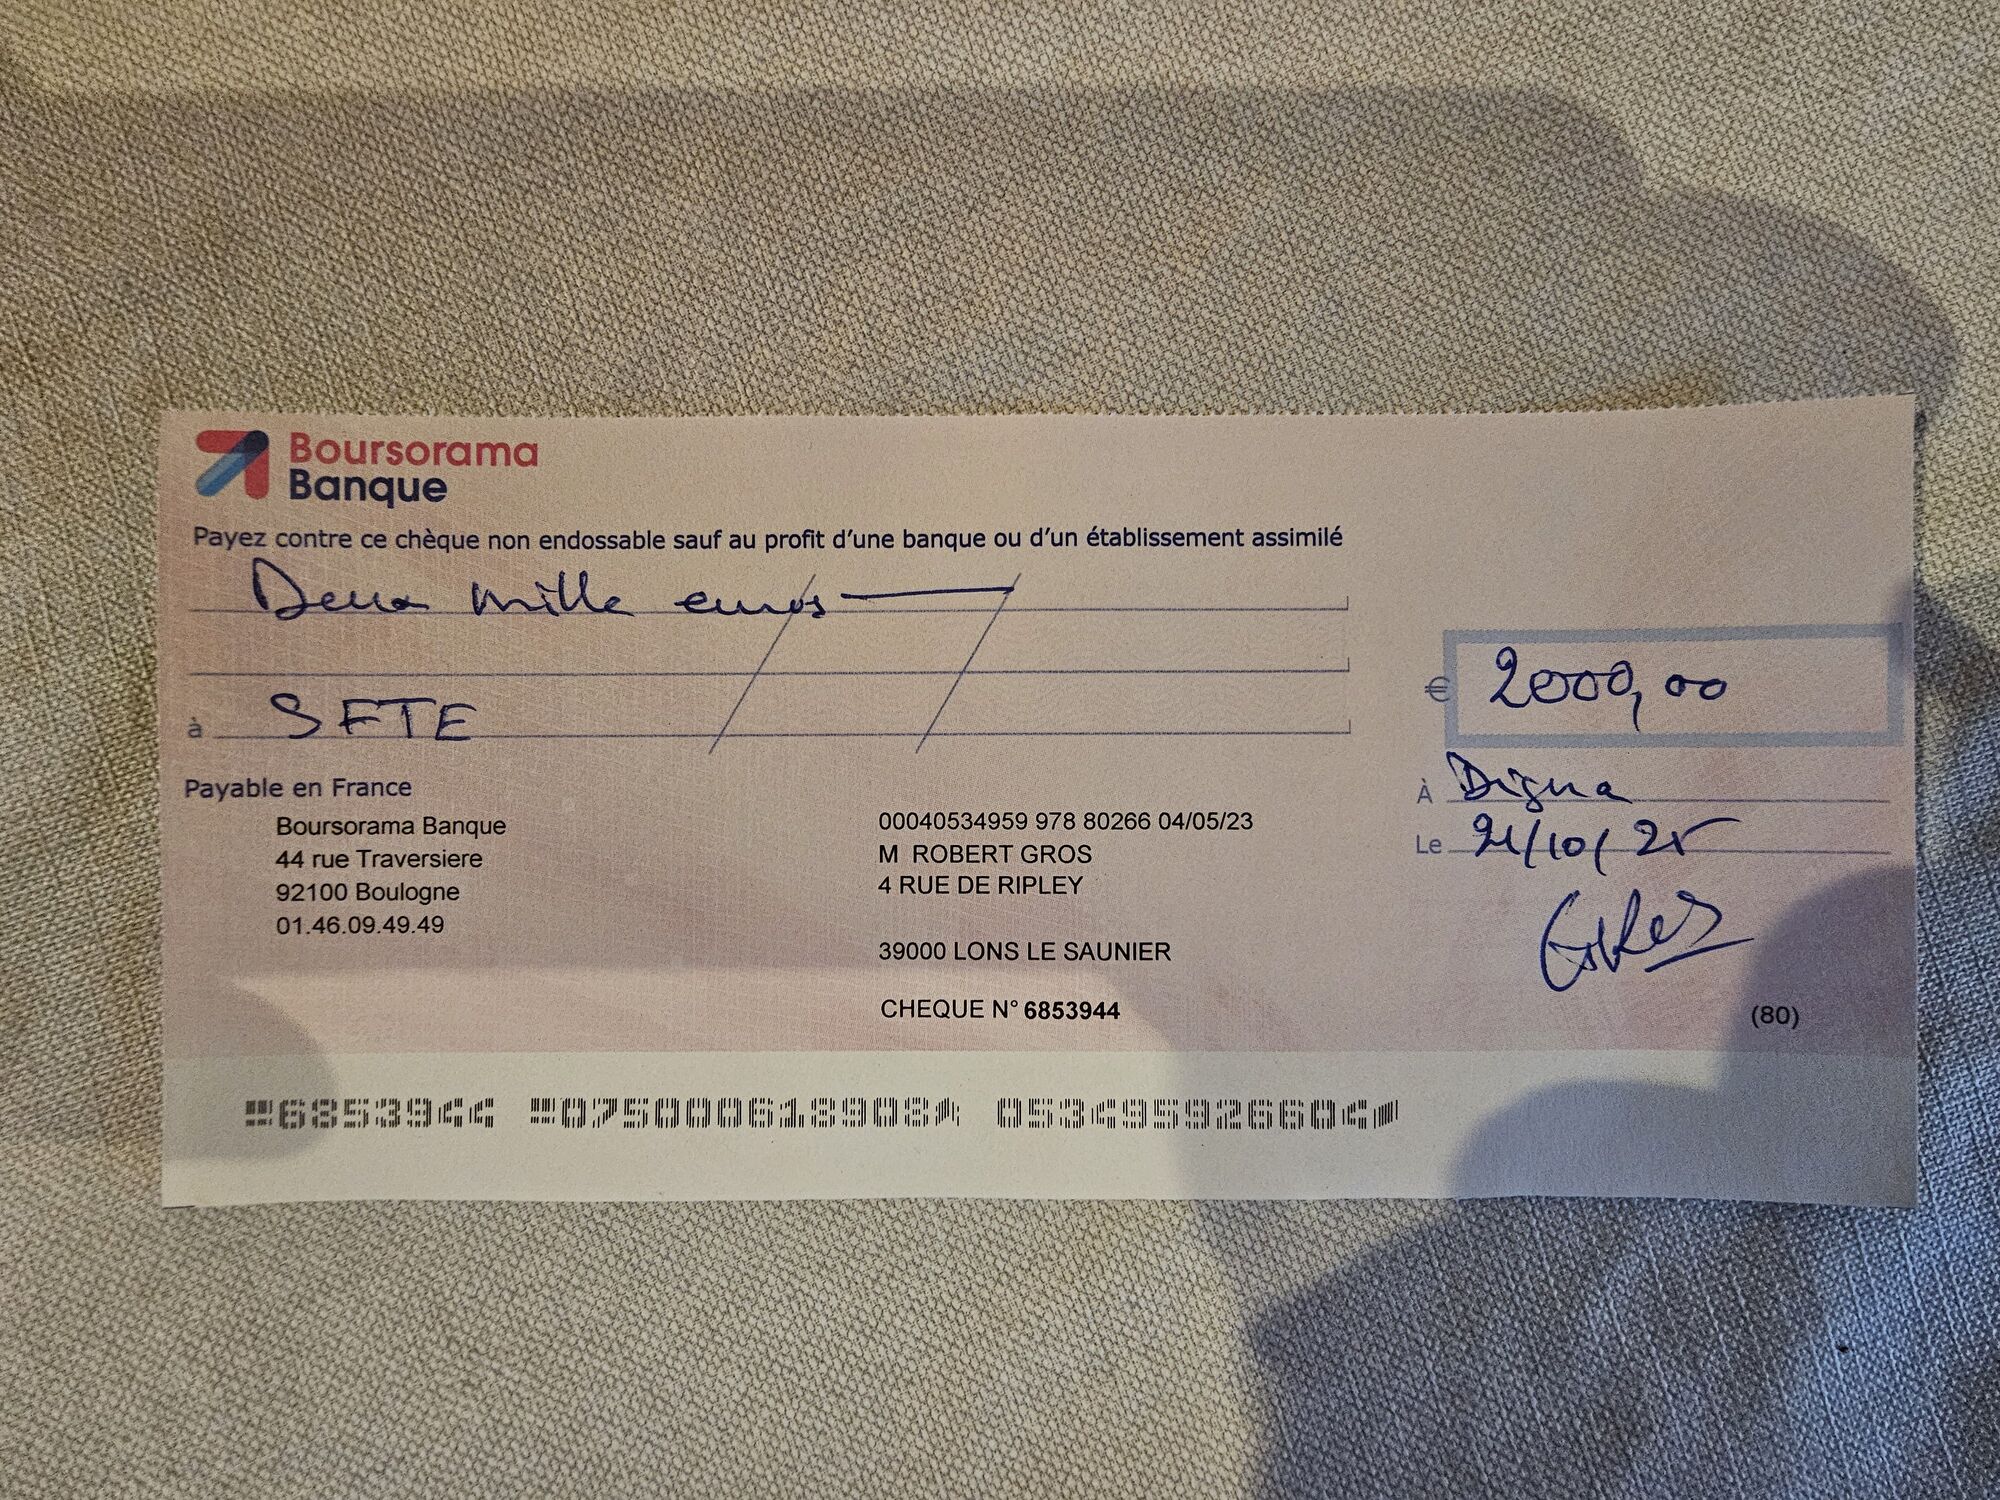 Boursorama
Banque
Payez contre ce chèque non endossable sauf au profit d'une banque ou d'un établissement assimilé
Deux mille euros
€ 2000,00
à SFTE
Payable en France
À Digna
Boursorama Banque
44 rue Traversiere
92100 Boulogne
01.46.09.49.49
00040534959 978 80266 04/05/23
M ROBERT GROS
4 RUE DE RIPLEY
39000 LONS LE SAUNIER
CHEQUE N° 6853944
Le 21/10/25
(80)
6853944 075000618908 053495926604